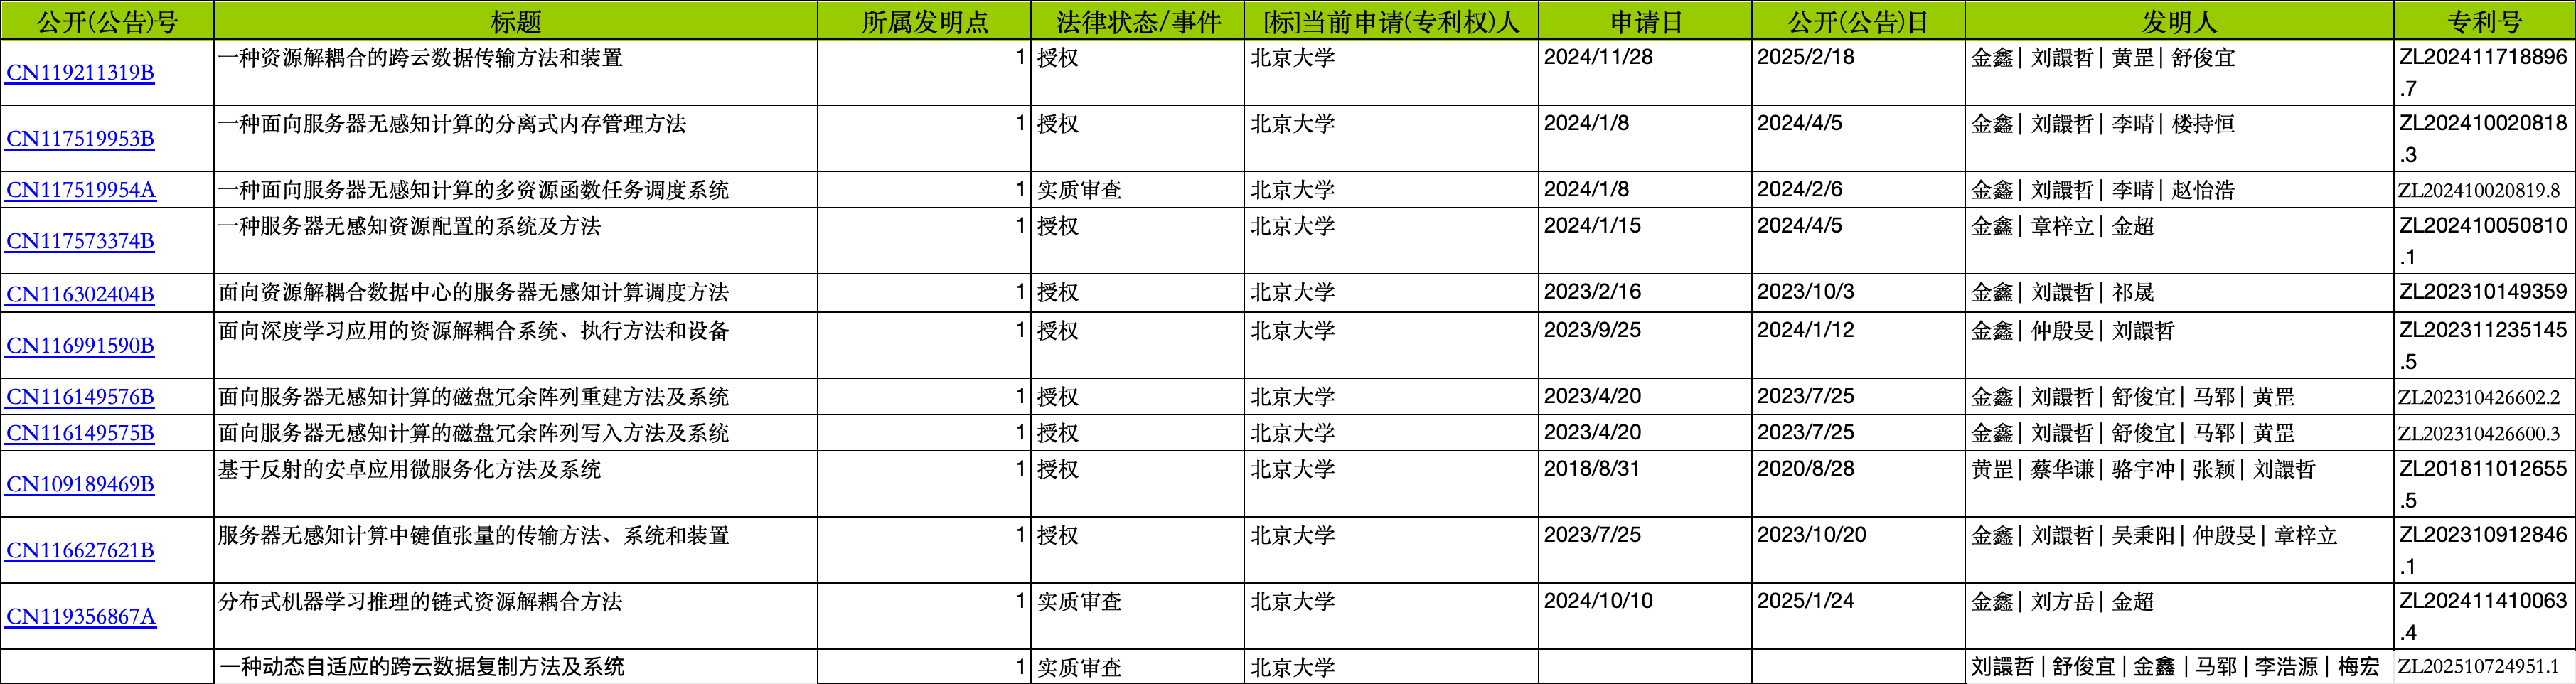 公开(公告)号 标题 所属发明点 法律状态/事件 [标]当前申请(专利权)人 申请日 公开(公告)日 发明人 专利号
CN119211319B 一种资源解耦合的跨云数据传输方法和装置 1 授权 北京大学 2024/11/28 2025/2/18 金鑫 | 刘譞哲 | 黄罡 | 舒俊宜 ZL202411718896
.7
CN117519953B 一种面向服务器无感知计算的分离式内存管理方法 1 授权 北京大学 2024/1/8 2024/4/5 金鑫 | 刘譞哲 | 李晴 | 楼持恒 ZL202410020818
.3
CN117519954A 一种面向服务器无感知计算的多资源函数任务调度系统 1 实质审查 北京大学 2024/1/8 2024/2/6 金鑫 | 刘譞哲 | 李晴 | 赵怡浩 ZL202410020819.8
CN117573374B 一种服务器无感知资源配置的系统及方法 1 授权 北京大学 2024/1/15 2024/4/5 金鑫 | 章梓立 | 金超 ZL202410050810
.1
CN116302404B 面向资源解耦合数据中心的服务器无感知计算调度方法 1 授权 北京大学 2023/2/16 2023/10/3 金鑫 | 刘譞哲 | 祁晟 ZL202310149359
CN116991590B 面向深度学习应用的资源解耦合系统、执行方法和设备 1 授权 北京大学 2023/9/25 2024/1/12 金鑫 | 仲殷旻 | 刘譞哲 ZL202311235145
.5
CN116149576B 面向服务器无感知计算的磁盘冗余阵列重建方法及系统 1 授权 北京大学 2023/4/20 2023/7/25 金鑫 | 刘譞哲 | 舒俊宜 | 马郓 | 黄罡 ZL202310426602.2
CN116149575B 面向服务器无感知计算的磁盘冗余阵列写入方法及系统 1 授权 北京大学 2023/4/20 2023/7/25 金鑫 | 刘譞哲 | 舒俊宜 | 马郓 | 黄罡 ZL202310426600.3
CN109189469B 基于反射的安卓应用微服务化方法及系统 1 授权 北京大学 2018/8/31 2020/8/28 黄罡 | 蔡华谦 | 骆宇冲 | 张颖 | 刘譞哲 ZL201811012655
.5
CN116627621B 服务器无感知计算中键值张量的传输方法、系统和装置 1 授权 北京大学 2023/7/25 2023/10/20 金鑫 | 刘譞哲 | 吴秉阳 | 仲殷旻 | 章梓立 ZL202310912846
.1
CN119356867A 分布式机器学习推理的链式资源解耦合方法 1 实质审查 北京大学 2024/10/10 2025/1/24 金鑫 | 刘方岳 | 金超 ZL202411410063
.4
一种动态自适应的跨云数据复制方法及系统 1 实质审查 北京大学 刘譞哲 | 舒俊宜 | 金鑫 | 马郓 | 李浩源 | 梅宏 ZL202510724951.1